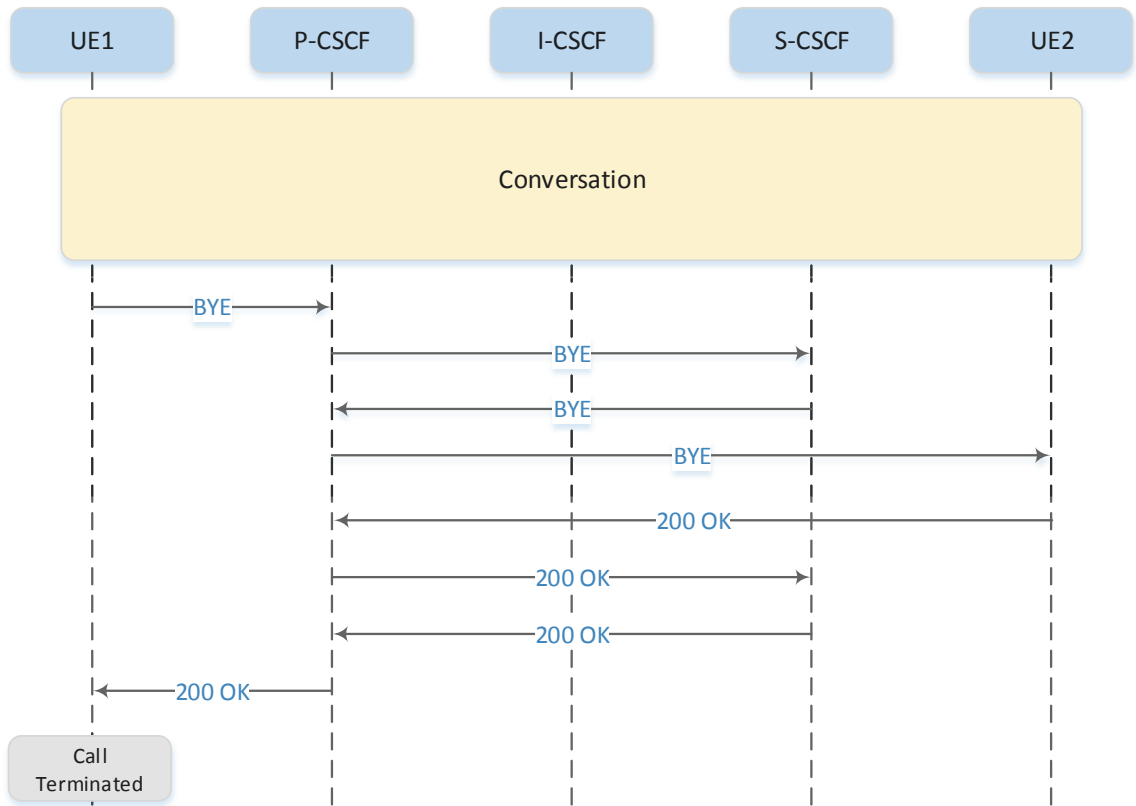 UE1
P-CSCF
I-CSCF
S-CSCF
UE2
Conversation
BYE
BYE
BYE
BYE
200 OK
200 OK
200 OK
200 OK
Call
Terminated